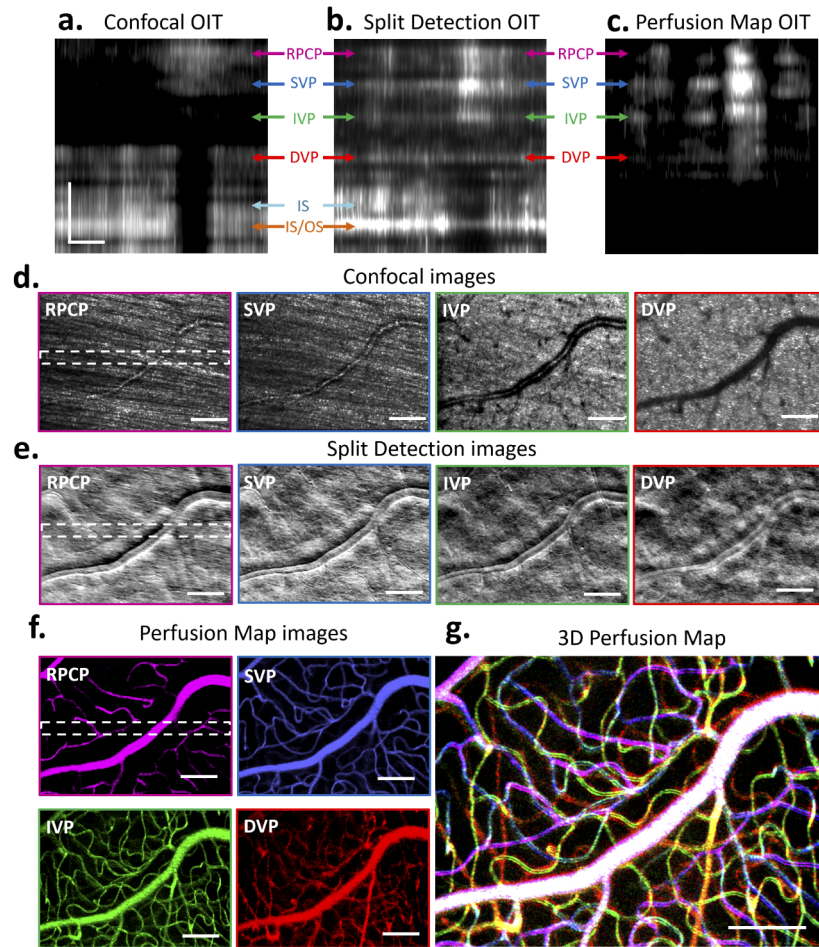 a. Confocal OIT
b. Split Detection OIT
c. Perfusion Map OIT
RPCP
SVP
IVP
DVP
IS
IS/OS
RPCP
SVP
IVP
DVP
d. Confocal images
RPCP
SVP
IVP
DVP
e. Split Detection images
RPCP
SVP
IVP
DVP
f. Perfusion Map images
RPCP
SVP
IVP
DVP
g. 3D Perfusion Map